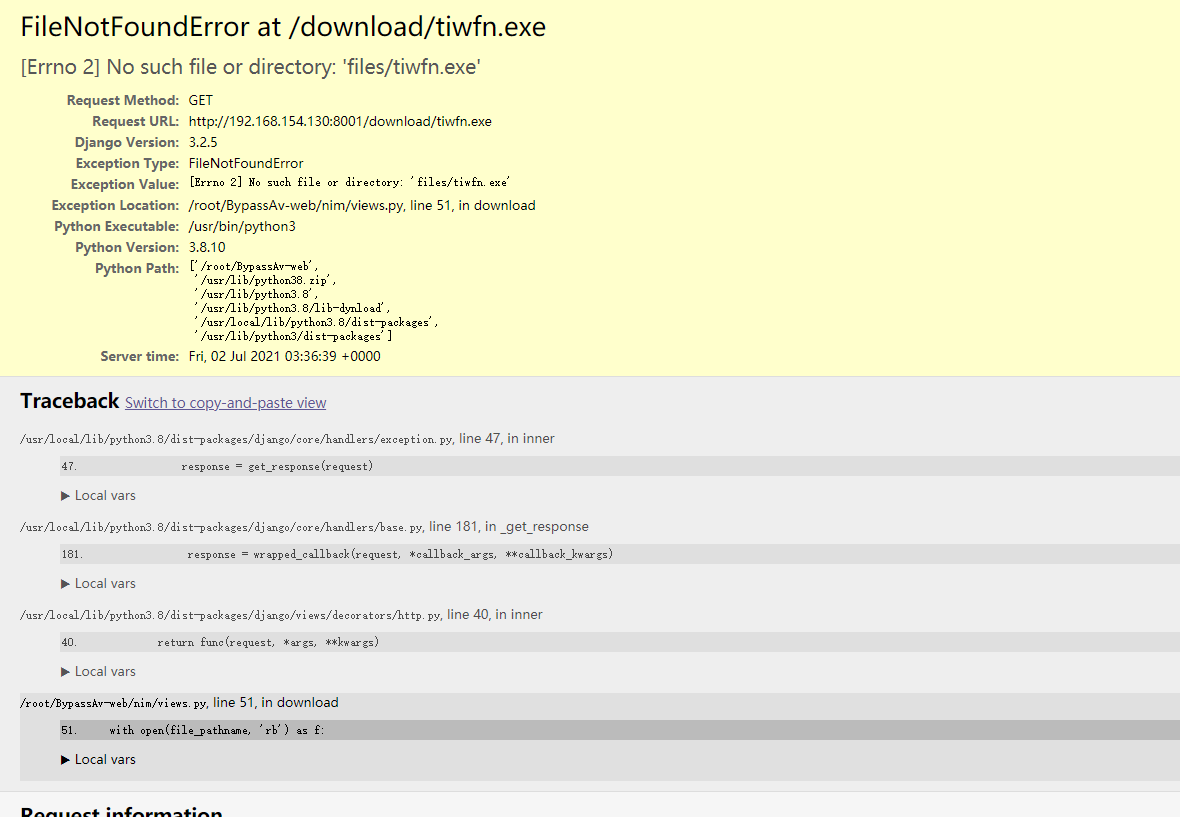 FileNotFoundError at /download/tiwfn.exe
[Errno 2] No such file or directory: 'files/tiwfn.exe'
Request Method: GET
Request URL: http://192.168.154.130:8001/download/tiwfn.exe
Django Version: 3.2.5
Exception Type: FileNotFoundError
Exception Value: [Errno 2] No such file or directory: 'files/tiwfn.exe'
Exception Location: /root/BypassAv-web/nim/views.py, line 51, in download
Python Executable: /usr/bin/python3
Python Version: 3.8.10
Python Path: ['/root/BypassAv-web',
'/usr/lib/python38.zip',
'/usr/lib/python3.8',
'/usr/lib/python3.8/lib-dynload',
'/usr/local/lib/python3.8/dist-packages',
'/usr/lib/python3/dist-packages']
Server time: Fri, 02 Jul 2021 03:36:39 +0000
Traceback Switch to copy-and-paste view
/usr/local/lib/python3.8/dist-packages/django/core/handlers/exception.py, line 47, in inner
47. response = get_response(request)
▶ Local vars
/usr/local/lib/python3.8/dist-packages/django/core/handlers/base.py, line 181, in _get_response
181. response = wrapped_callback(request, *callback_args, **callback_kwargs)
▶ Local vars
/usr/local/lib/python3.8/dist-packages/django/views/decorators/http.py, line 40, in inner
40. return func(request, *args, **kwargs)
▶ Local vars
/root/BypassAv-web/nim/views.py, line 51, in download
51. with open(file_pathname, 'rb') as f:
▶ Local vars
Request information